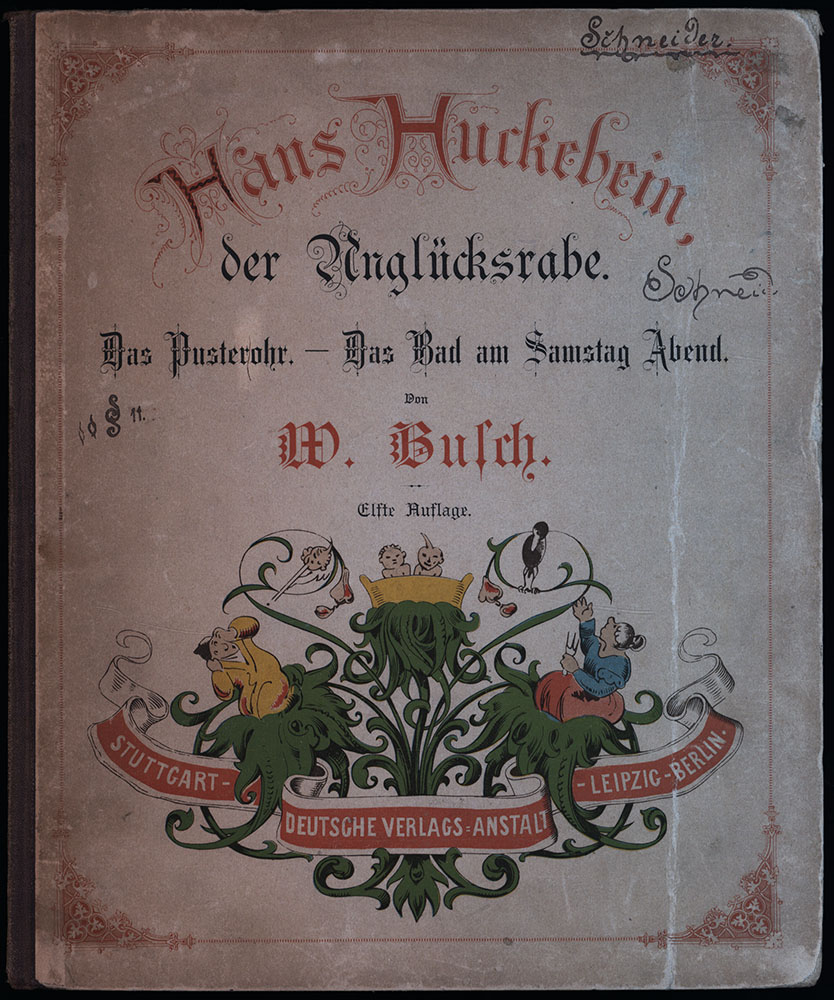 Schneider.
Hans Huckebein,
der Unglücksrabe.
Schneid.
Das Pusterohr. — Das Bad am Samstag Abend.
Von
§ 11.
W. Buſch.
Elfte Auflage.
STUTTGART-
-LEIPZIG-BERLIN.
DEUTSCHE VERLAGS=ANSTALT